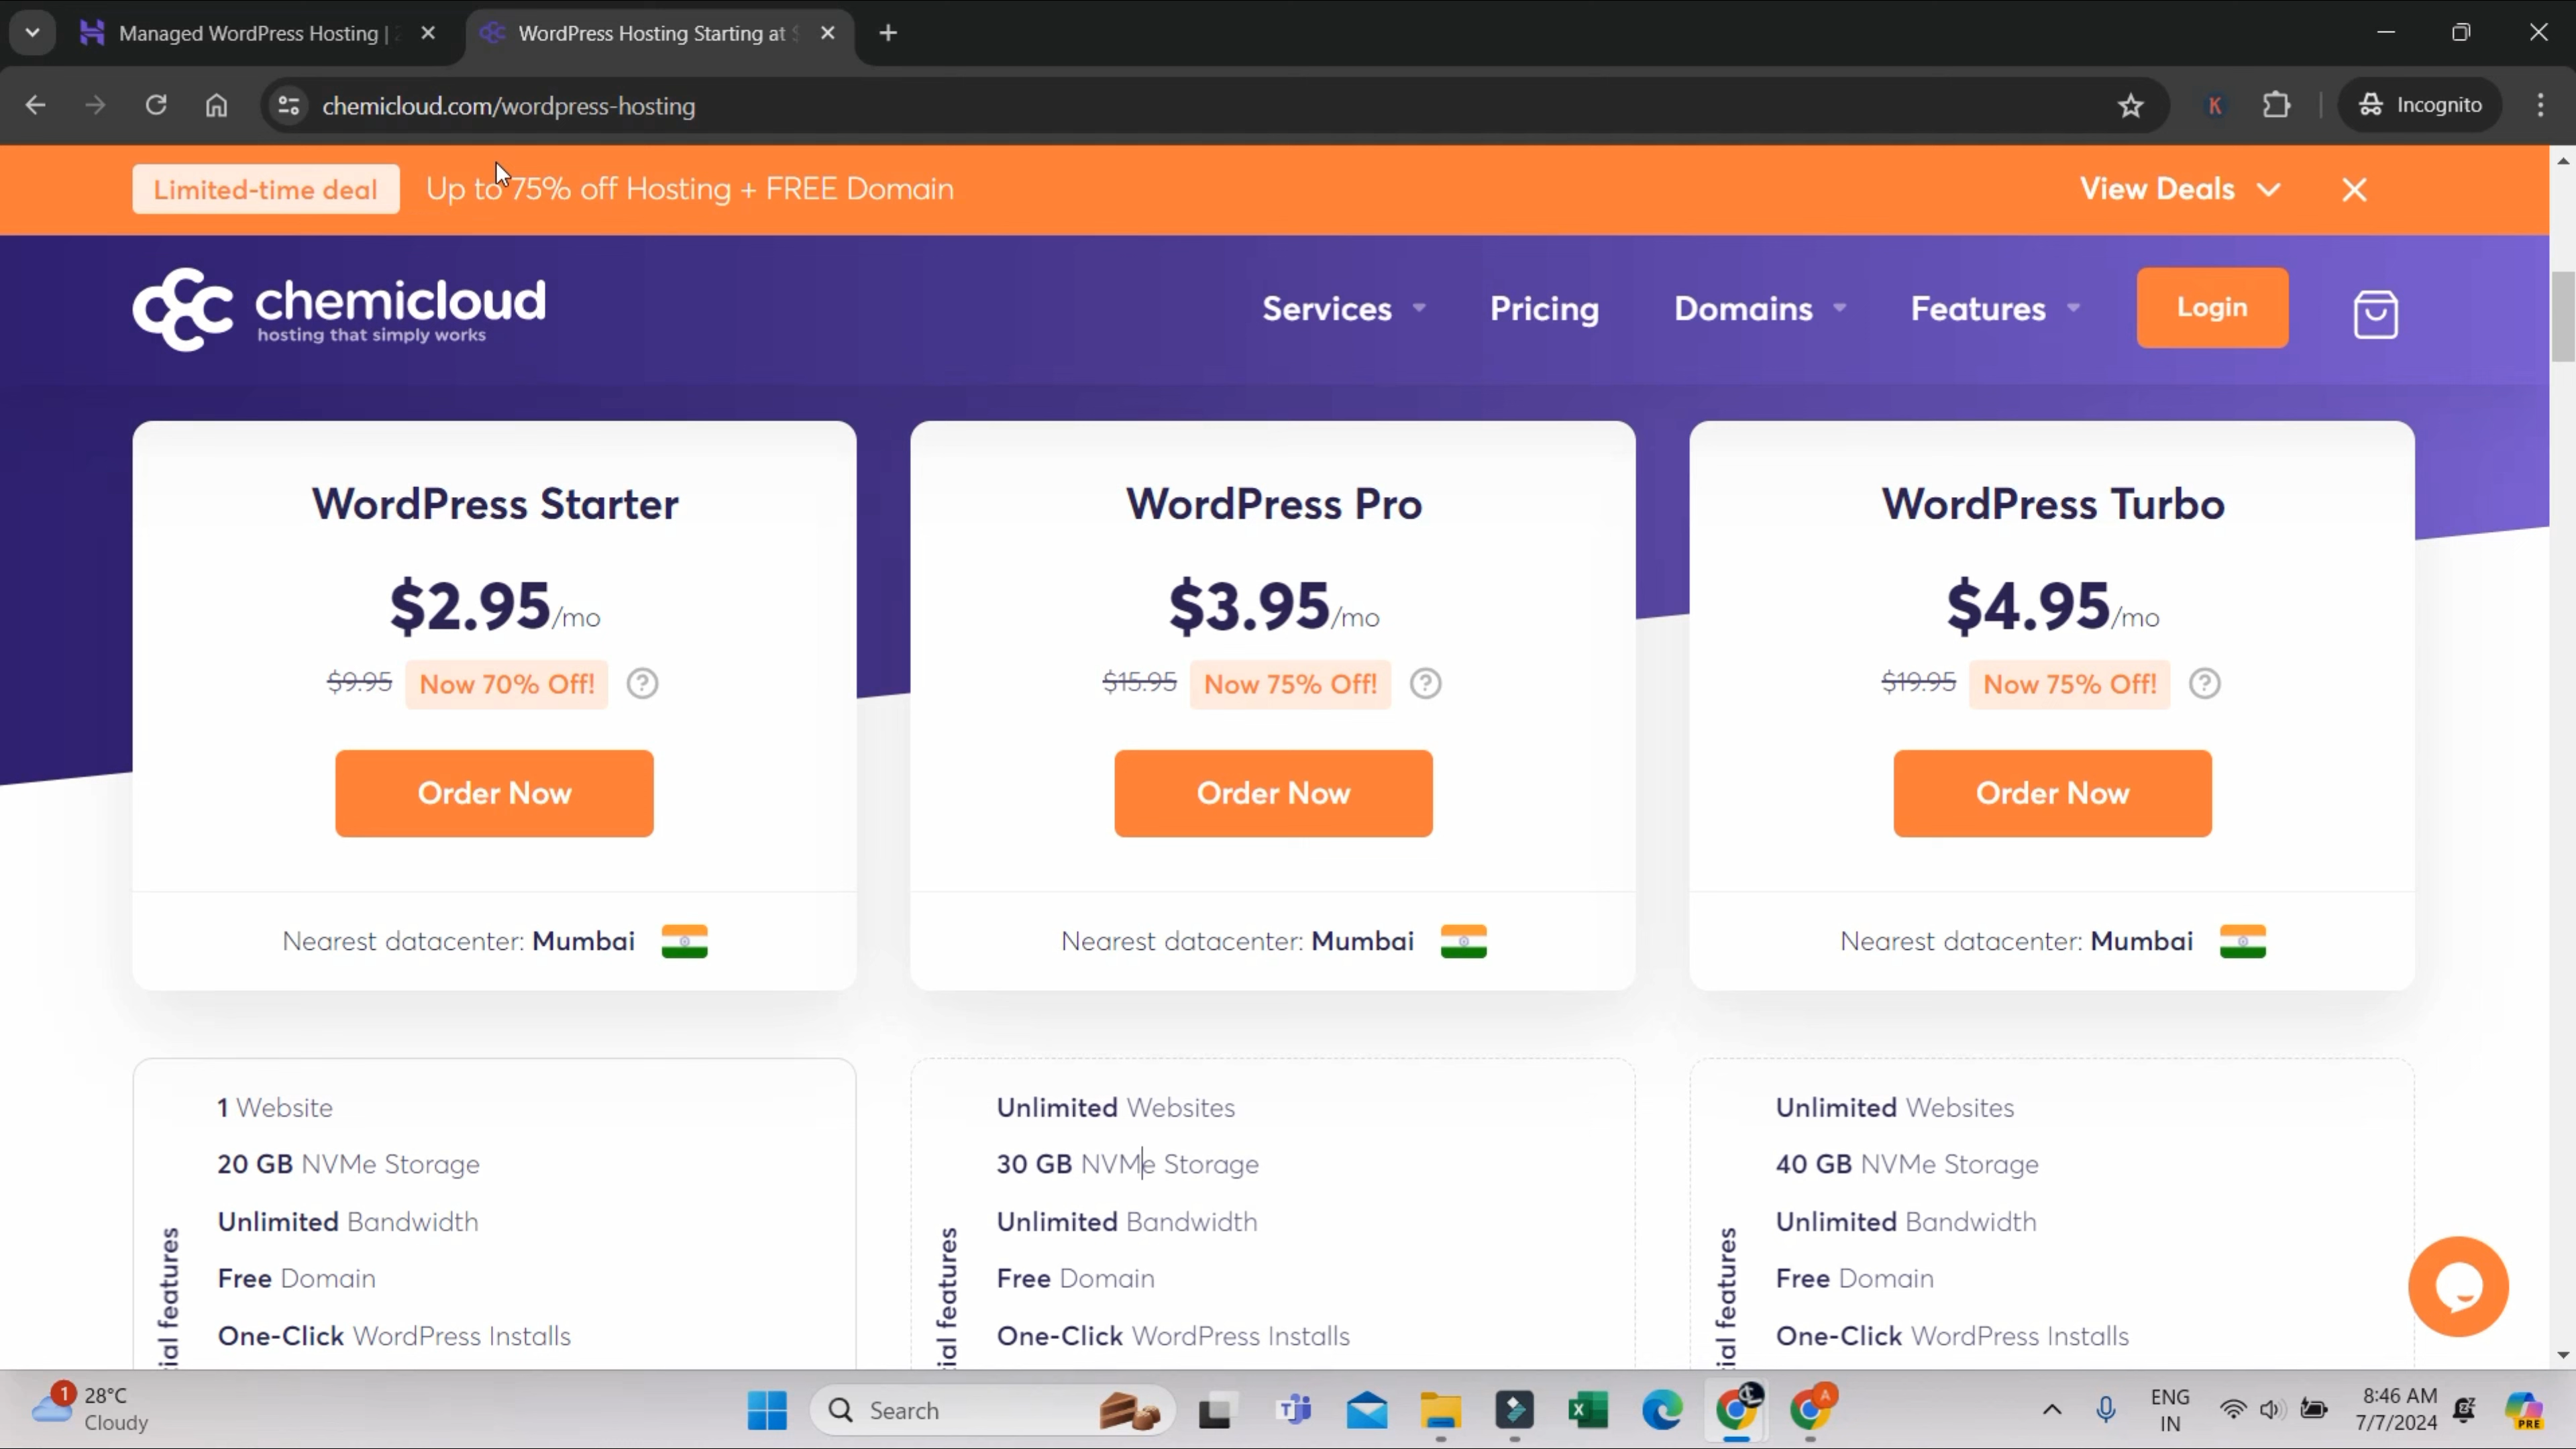 Managed WordPress Hosting | 2
WordPress Hosting Starting at $
chemicloud.com/wordpress-hosting
K
Incognito
Limited-time deal
Up to 75% off Hosting + FREE Domain
View Deals
chemicloud
hosting that simply works
Services
Pricing
Domains
Features
Login
WordPress Starter
$2.95/mo
$9.95 Now 70% Off! ?
Order Now
Nearest datacenter: Mumbai
WordPress Pro
$3.95/mo
$15.95 Now 75% Off! ?
Order Now
Nearest datacenter: Mumbai
WordPress Turbo
$4.95/mo
$19.95 Now 75% Off! ?
Order Now
Nearest datacenter: Mumbai
1 Website
20 GB NVMe Storage
Unlimited Bandwidth
Free Domain
One-Click WordPress Installs
features
Unlimited Websites
30 GB NVMe Storage
Unlimited Bandwidth
Free Domain
One-Click WordPress Installs
features
Unlimited Websites
40 GB NVMe Storage
Unlimited Bandwidth
Free Domain
One-Click WordPress Installs
features
1
28°C
Cloudy
Search
A
ENG
IN
8:46 AM
7/7/2024
PRE